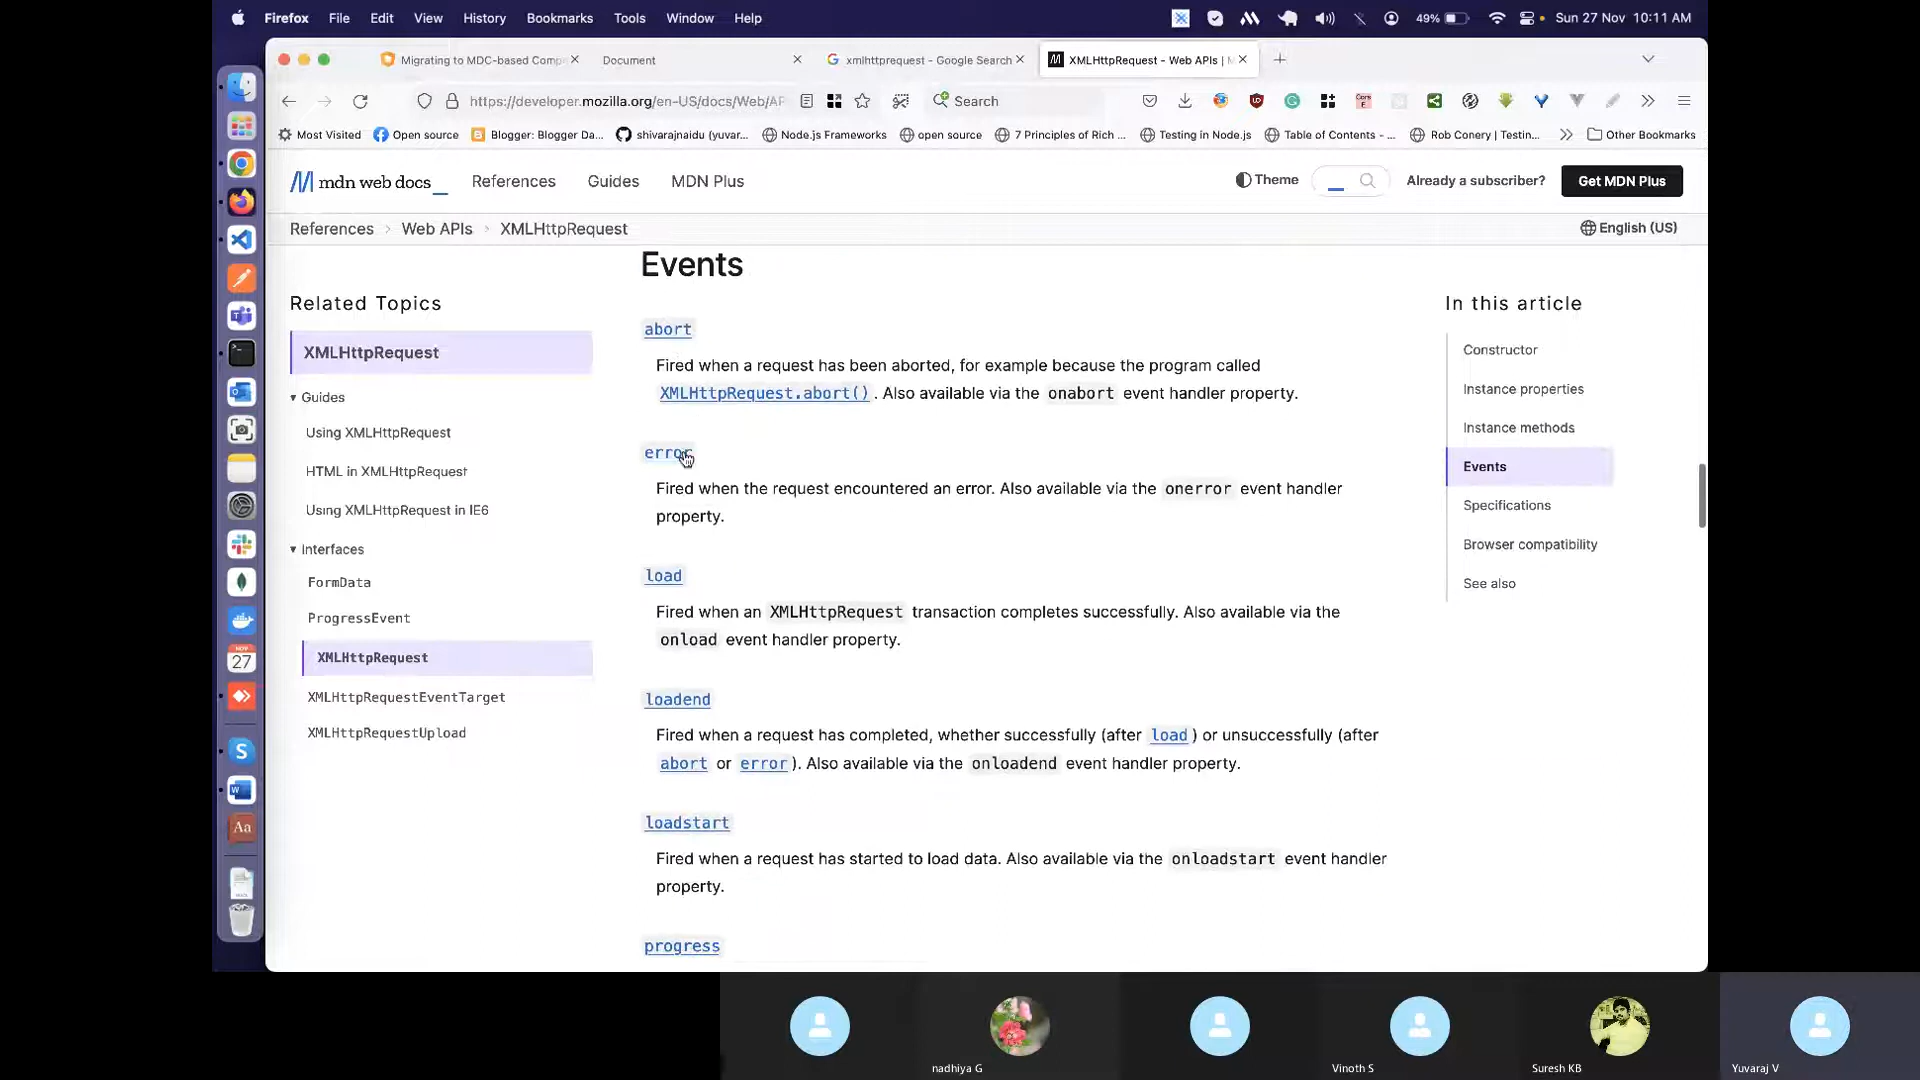 Firefox File Edit View History Bookmarks Tools Window Help 49% Sun 27 Nov 10:11 AM
Migrating to MDC-based Comp Document xmlhttprequest - Google Search XMLHttpRequest - Web APIs | M
https://developer.mozilla.org/en-US/docs/Web/AP Search
Most Visited Open source Blogger: Blogger Da... shivarajnaidu (yuvar... Node.js Frameworks open source 7 Principles of Rich ... Testing in Node.js Table of Contents - ... Rob Conery | Testin... Other Bookmarks
mdn web docs_ References Guides MDN Plus Theme Already a subscriber? Get MDN Plus
References Web APIs XMLHttpRequest English (US)
Related Topics
XMLHttpRequest
Guides
Using XMLHttpRequest
HTML in XMLHttpRequest
Using XMLHttpRequest in IE6
Interfaces
FormData
ProgressEvent
XMLHttpRequest
XMLHttpRequestEventTarget
XMLHttpRequestUpload
Events
abort
Fired when a request has been aborted, for example because the program called
XMLHttpRequest.abort() . Also available via the onabort event handler property.
error
Fired when the request encountered an error. Also available via the onerror event handler
property.
load
Fired when an XMLHttpRequest transaction completes successfully. Also available via the
onload event handler property.
loadend
Fired when a request has completed, whether successfully (after load ) or unsuccessfully (after
abort or error ). Also available via the onloadend event handler property.
loadstart
Fired when a request has started to load data. Also available via the onloadstart event handler
property.
progress
In this article
Constructor
Instance properties
Instance methods
Events
Specifications
Browser compatibility
See also
NOV
27
Aa
nadhiya G Vinoth S Suresh KB Yuvaraj V